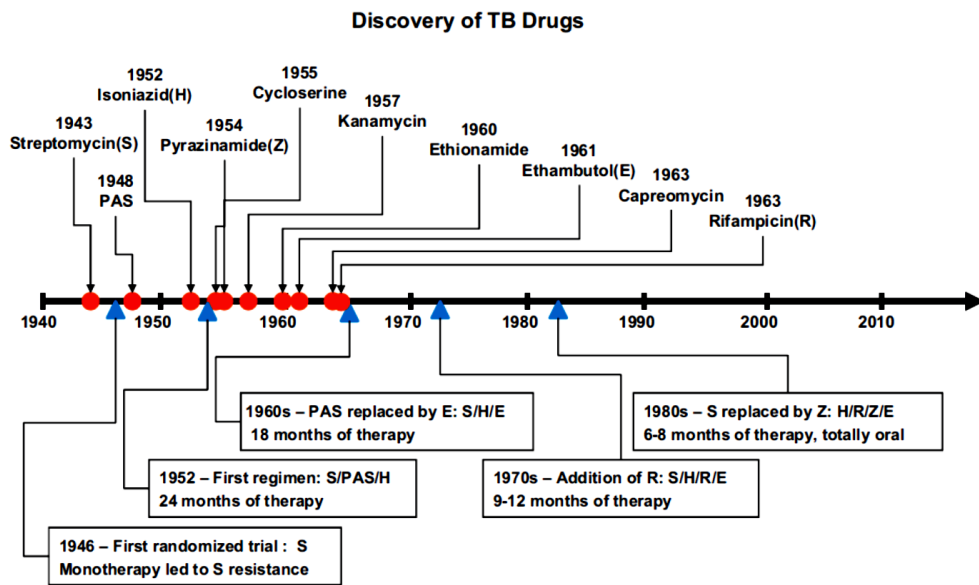 Discovery of TB Drugs
1943
Streptomycin(S)
1948
PAS
1952
Isoniazid(H)
1954
Pyrazinamide(Z)
1955
Cycloserine
1957
Kanamycin
1960
Ethionamide
1961
Ethambutol(E)
1963
Capreomycin
1963
Rifampicin(R)
1940
1950
1960
1970
1980
1990
2000
2010
1960s – PAS replaced by E: S/H/E
18 months of therapy
1980s – S replaced by Z: H/R/Z/E
6-8 months of therapy, totally oral
1952 – First regimen: S/PAS/H
24 months of therapy
1970s – Addition of R: S/H/R/E
9-12 months of therapy
1946 – First randomized trial : S
Monotherapy led to S resistance